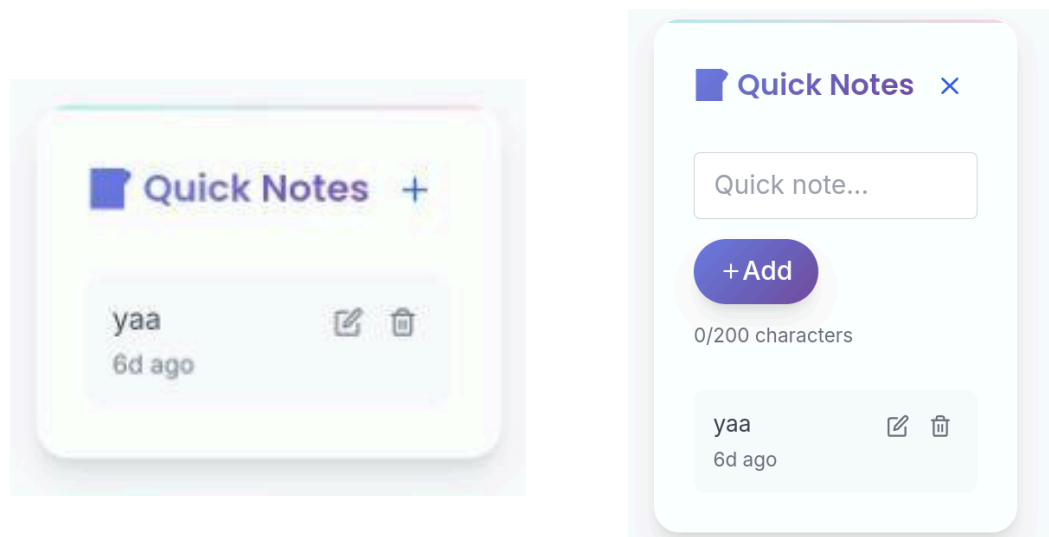 Quick Notes
yaa
6d ago
Quick Notes
Quick note...
+Add
0/200 characters
yaa
6d ago